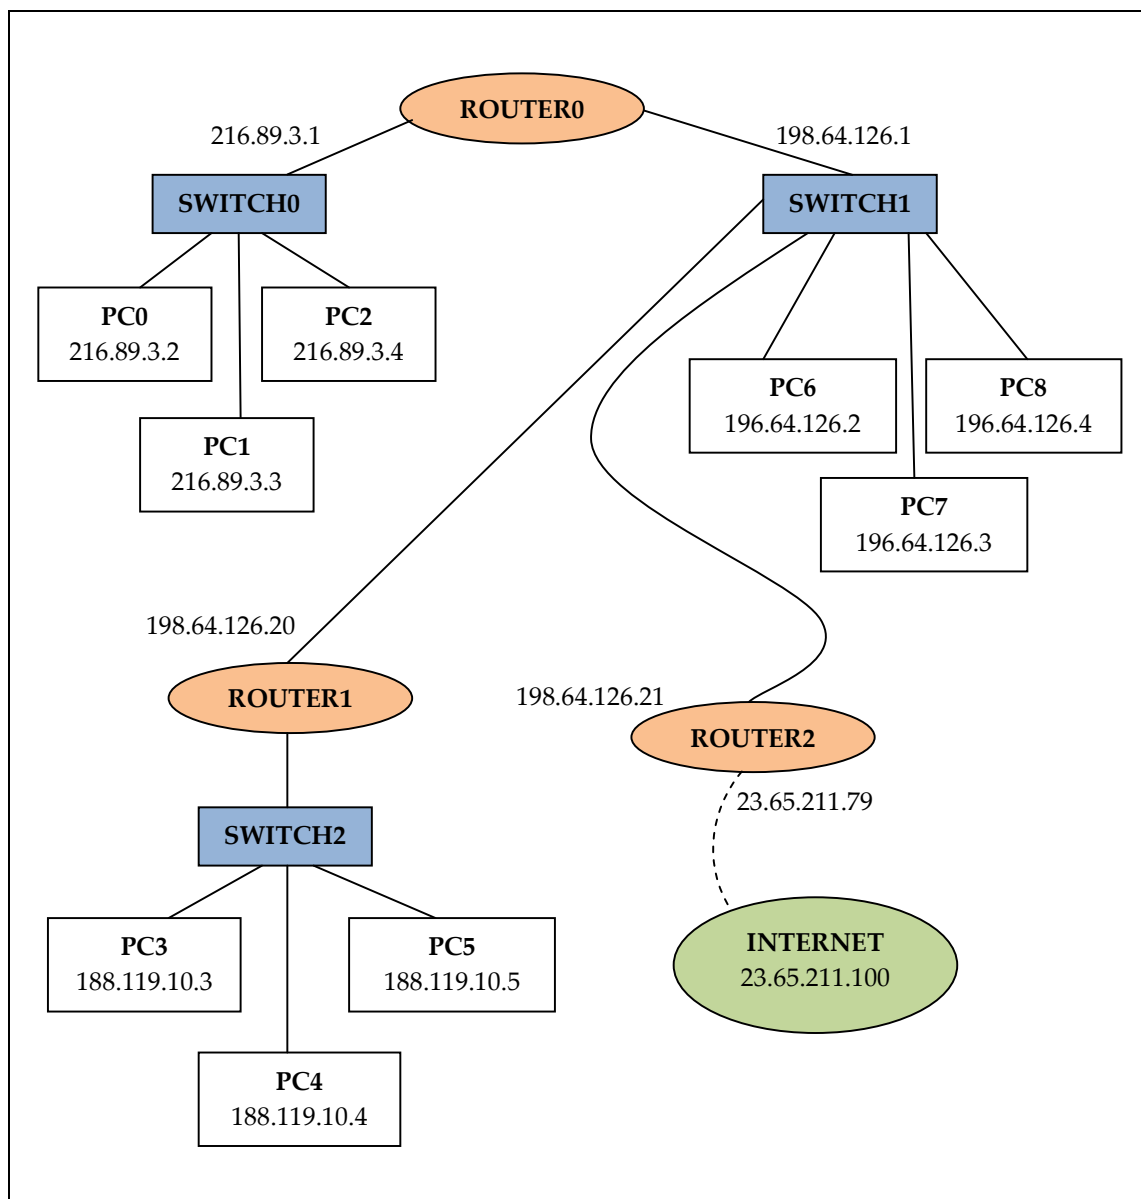 ROUTER0
216.89.3.1
198.64.126.1
SWITCH0
SWITCH1
PC0
216.89.3.2
PC2
216.89.3.4
PC1
216.89.3.3
PC6
196.64.126.2
PC8
196.64.126.4
PC7
196.64.126.3
198.64.126.20
ROUTER1
198.64.126.21
ROUTER2
23.65.211.79
SWITCH2
PC3
188.119.10.3
PC5
188.119.10.5
PC4
188.119.10.4
INTERNET
23.65.211.100